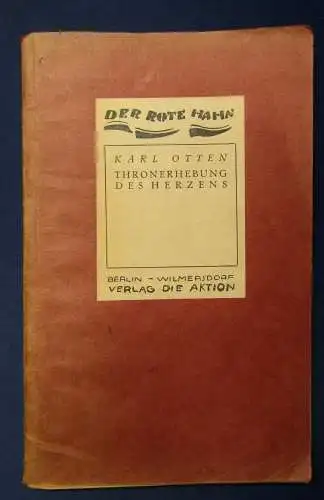 DER ROTE HAHN
KARL OTTEN
THRONERHEBUNG
DES HERZENS
BERLIN – WILMERSDORF
VERLAG DIE AKTION